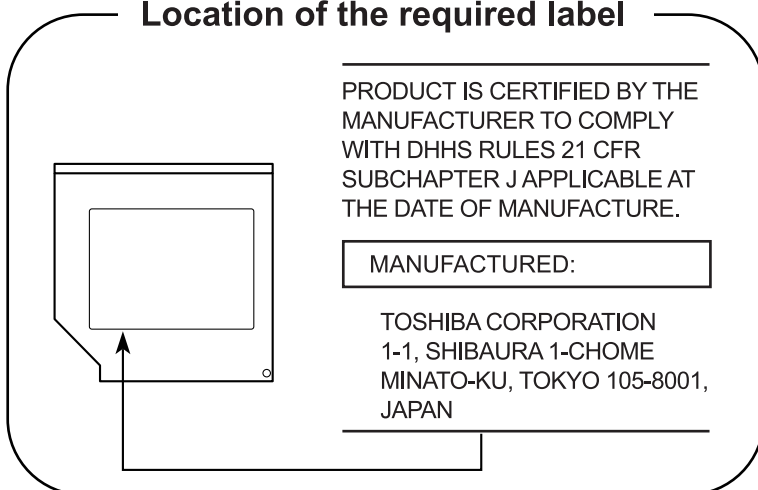 Location of the required label
PRODUCT IS CERTIFIED BY THE
MANUFACTURER TO COMPLY
WITH DHHS RULES 21 CFR
SUBCHAPTER J APPLICABLE AT
THE DATE OF MANUFACTURE.
MANUFACTURED:
TOSHIBA CORPORATION
1-1, SHIBAURA 1-CHOME
MINATO-KU, TOKYO 105-8001,
JAPAN